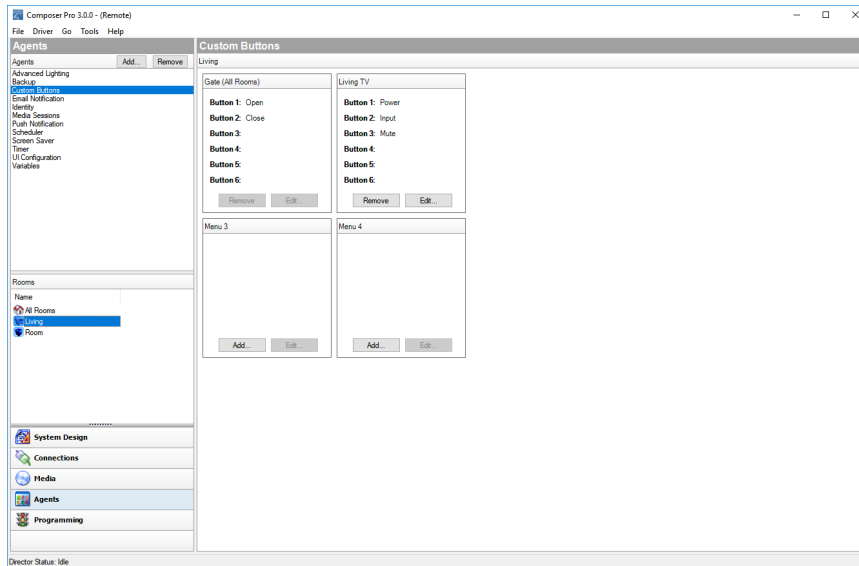 Composer Pro 3.0.0 - (Remote)
File Driver Go Tools Help
Agents
Agents Add... Remove
Advanced Lighting
Backup
Custom Buttons
Email Notification
Identity
Media Sessions
Push Notification
Scheduler
Screen Saver
Timer
UI Configuration
Variables
Rooms
Name
All Rooms
Living
Room
System Design
Connections
Media
Agents
Programming
Custom Buttons
Living
Gate (All Rooms)
Button 1: Open
Button 2: Close
Button 3:
Button 4:
Button 5:
Button 6:
Remove Edit...
Living TV
Button 1: Power
Button 2: Input
Button 3: Mute
Button 4:
Button 5:
Button 6:
Remove Edit...
Menu 3
Add... Edit...
Menu 4
Add... Edit...
Director Status: Idle